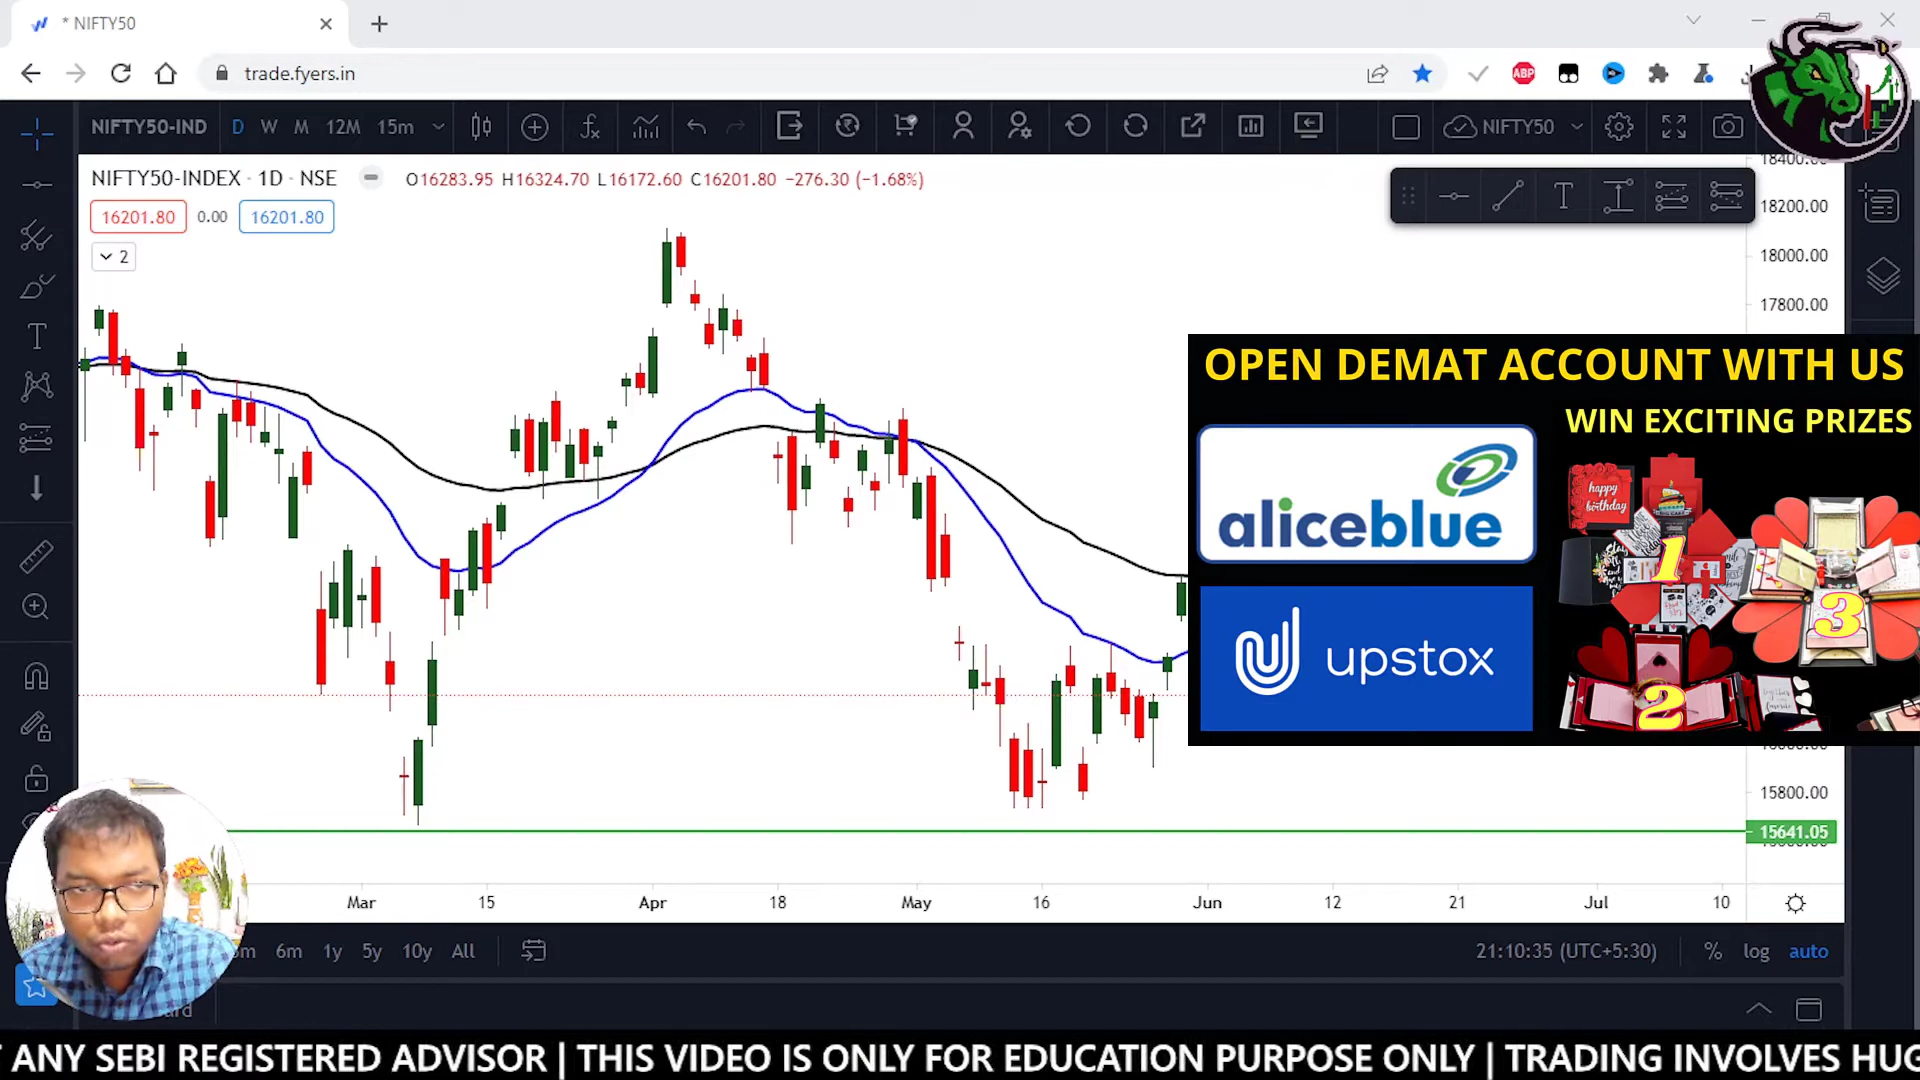 * NIFTY50
trade.fyers.in
ABP
NIFTY50-IND D W M 12M 15m
NIFTY50
NIFTY50-INDEX · 1D · NSE O16283.95 H16324.70 L16172.60 C16201.80 −276.30 (−1.68%)
16201.80 0.00 16201.80
2
18400.00
18200.00
18000.00
17800.00
OPEN DEMAT ACCOUNT WITH US
WIN EXCITING PRIZES
aliceblue
happy
birthday
1
3
upstox
2
15800.00
15641.05
Mar 15 Apr 18 May 16 Jun 12 21 Jul 10
6m 1y 5y 10y All
21:10:35 (UTC+5:30) % log auto
T ANY SEBI REGISTERED ADVISOR | THIS VIDEO IS ONLY FOR EDUCATION PURPOSE ONLY | TRADING INVOLVES HUG